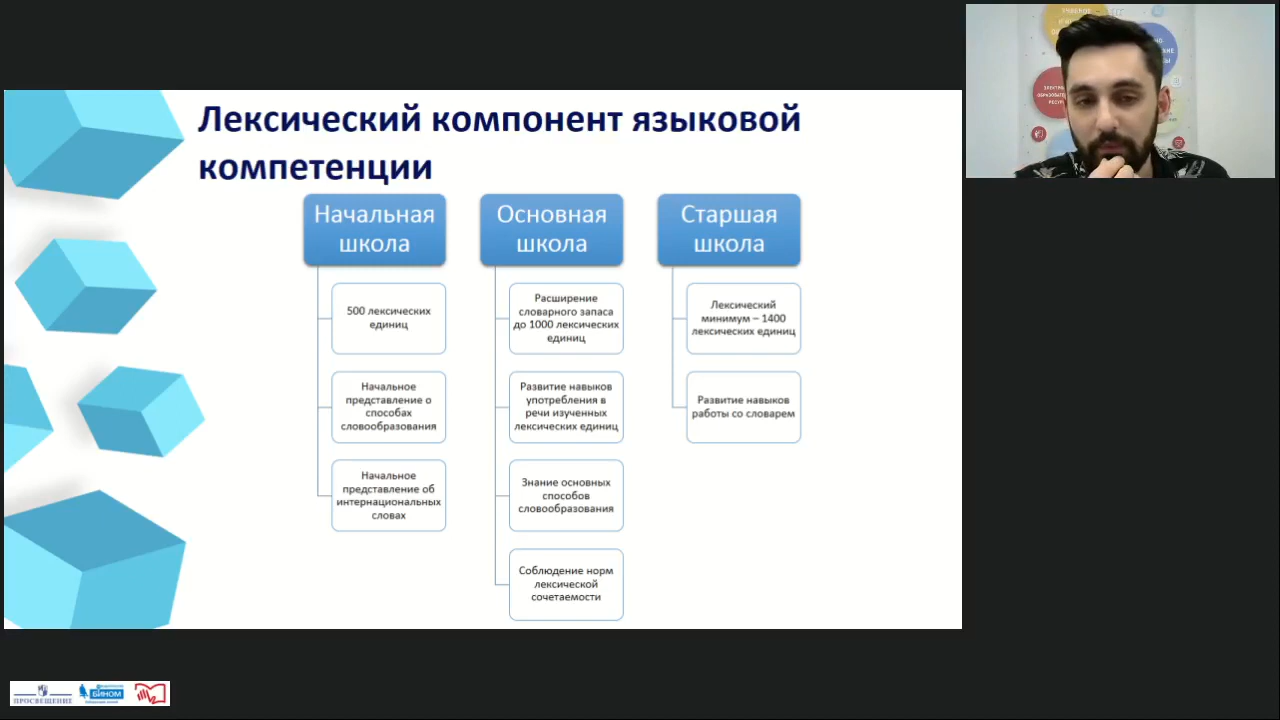 Лексический компонент языковой
компетенции
Начальная
школа
500 лексических
единиц
Начальное
представление о
способах
словообразования
Начальное
представление об
интернациональных
словах
Основная
школа
Расширение
словарного запаса
до 1000 лексических
единиц
Развитие навыков
употребления в
речи изученных
лексических единиц
Знание основных
способов
словообразования
Соблюдение норм
лексической
сочетаемости
Старшая
школа
Лексический
минимум – 1400
лексических единиц
Развитие навыков
работы со словарем
ПРОСВЕЩЕНИЕ
БИНОМ